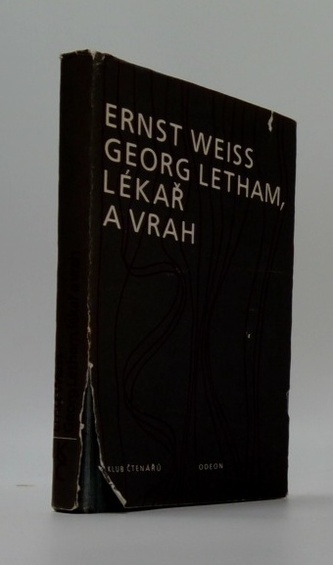 ERNST WEISS
GEORG LETHAM,
LÉKAŘ
A VRAH
KLUB ČTENÁŘŮ ODEON